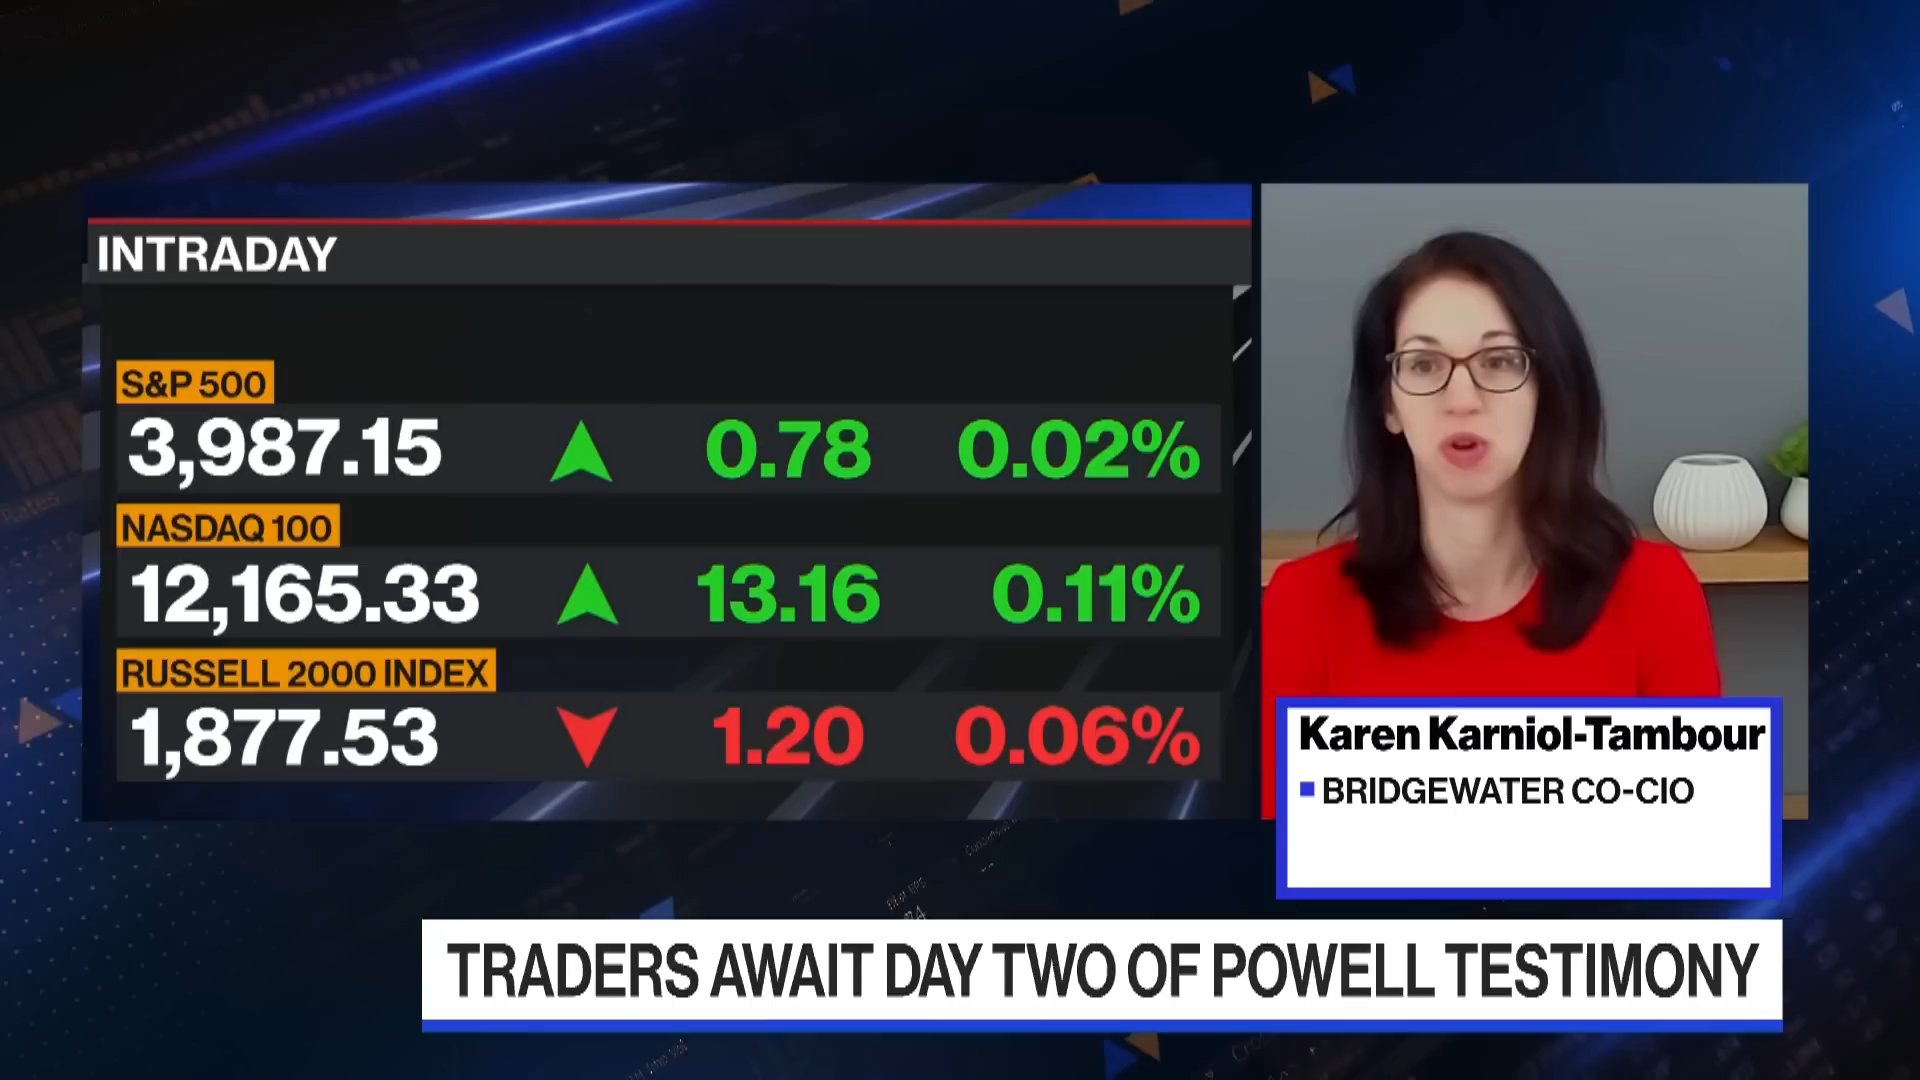 INTRADAY
S&P 500
3,987.15 0.78 0.02%
NASDAQ 100
12,165.33 13.16 0.11%
RUSSELL 2000 INDEX
1,877.53 1.20 0.06%
Karen Karniol-Tambour
BRIDGEWATER CO-CIO
TRADERS AWAIT DAY TWO OF POWELL TESTIMONY